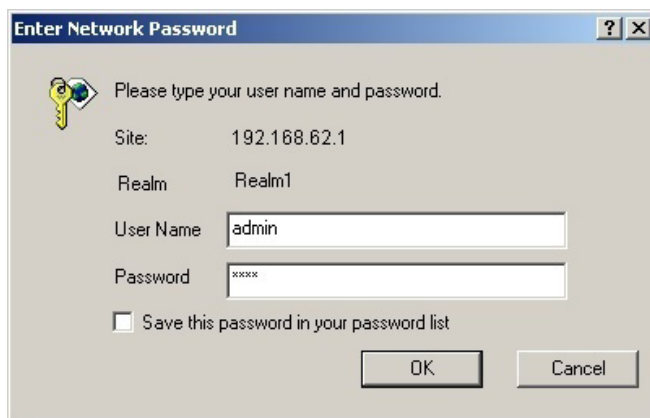 Enter Network Password
Please type your user name and password.
Site: 192.168.62.1
Realm Realm1
User Name admin
Password xxxx
Save this password in your password list
OK Cancel